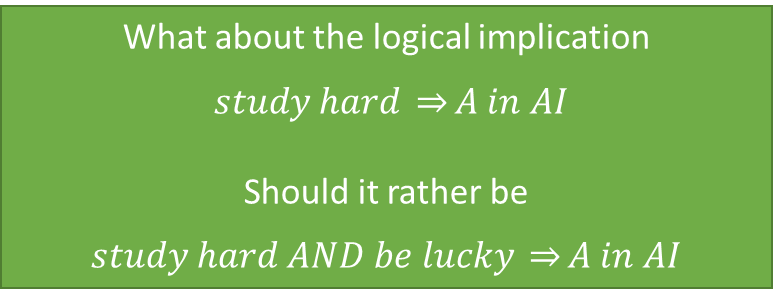 What about the logical implication
study hard ⇒ A in AI
Should it rather be
study hard AND be lucky ⇒ A in AI